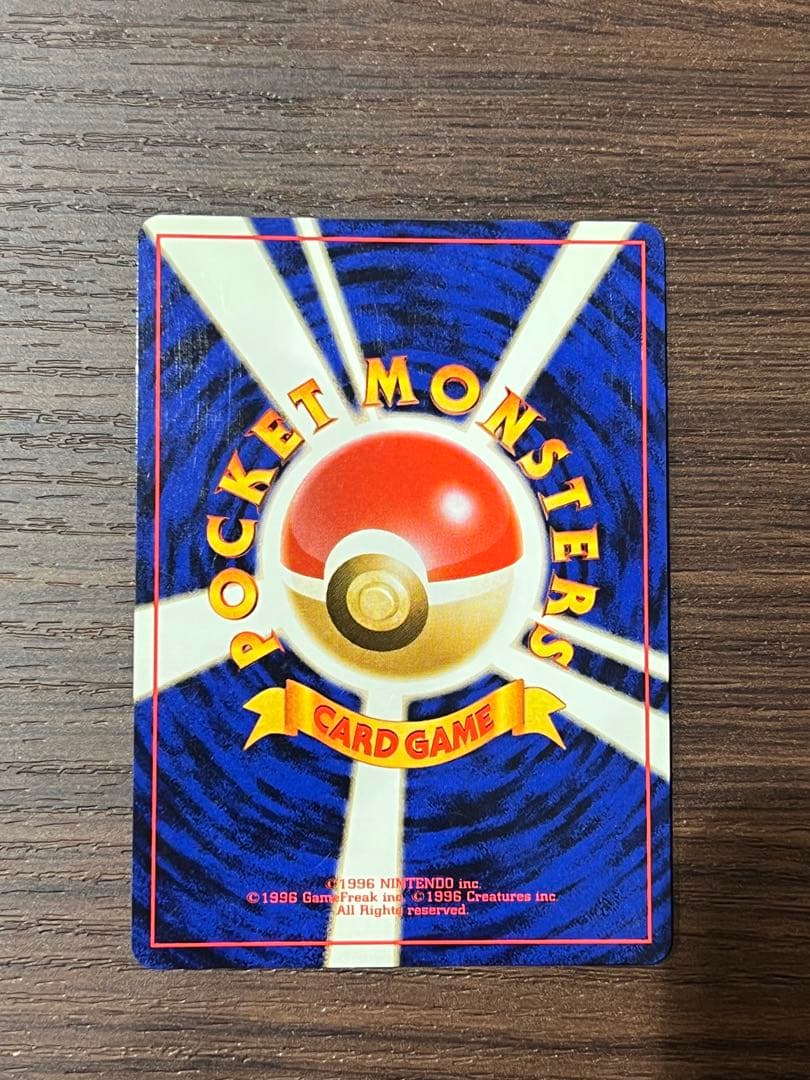 POCKET MONSTERS
CARD GAME
©1996 NINTENDO inc.
©1996 GameFreak inc. ©1996 Creatures inc.
All Rights reserved.